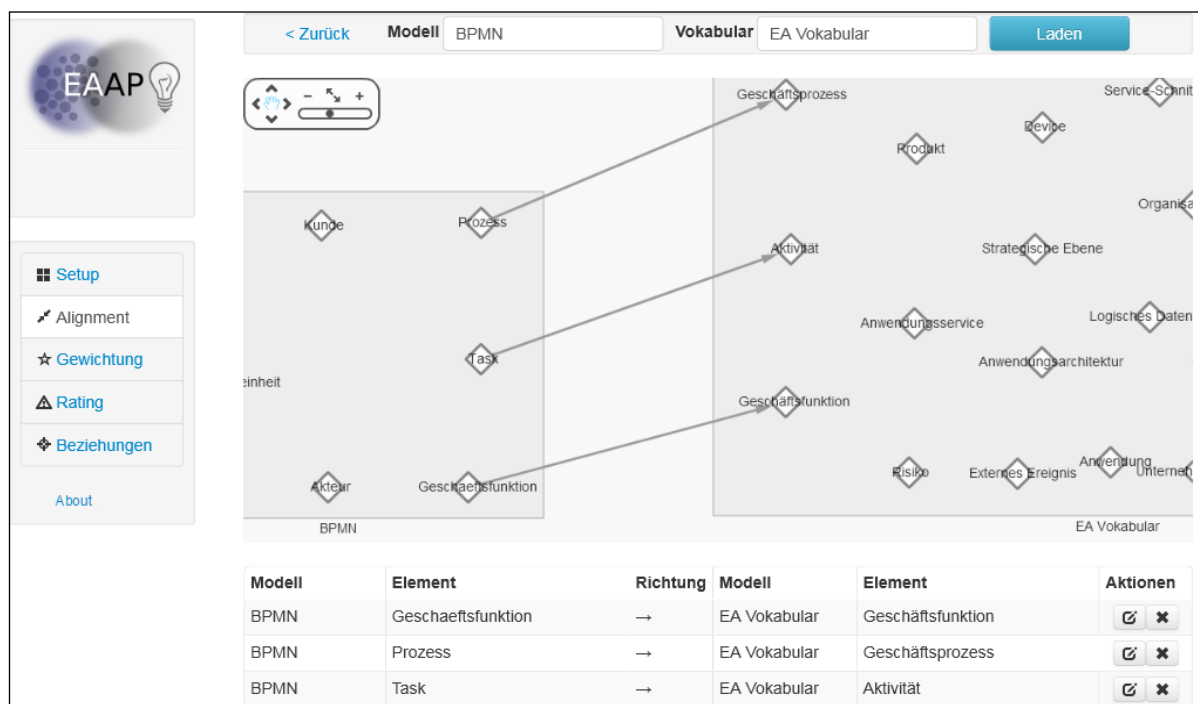 EAAP
< Zurück Modell BPMN Vokabular EA Vokabular Laden
Setup
Alignment
Gewichtung
Rating
Beziehungen
About
Geschäftsprozess Service-Schnit
Device
Produkt
Organisa
Kunde Prozess
Aktivität Strategische Ebene
Anwendungsservice Logisches Daten
Task Anwendungsarchitektur
einheit
Geschäftsfunktion
Risiko Externes Ereignis Anwendung Unterneh
Akteur Geschaeftsfunktion
BPMN EA Vokabular
Modell Element Richtung Modell Element Aktionen
BPMN Geschaeftsfunktion → EA Vokabular Geschäftsfunktion
BPMN Prozess → EA Vokabular Geschäftsprozess
BPMN Task → EA Vokabular Aktivität